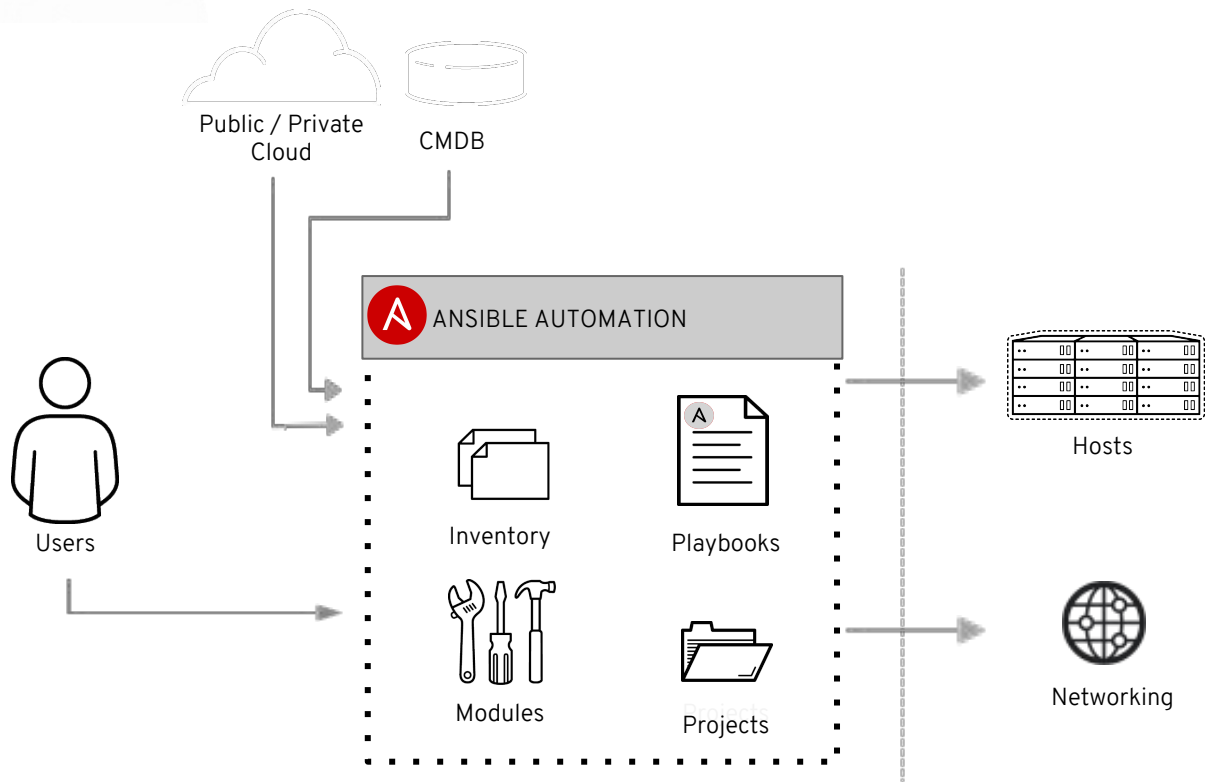 Public / Private
Cloud
CMDB
ANSIBLE AUTOMATION
Users
Inventory
Playbooks
Modules
Projects
Hosts
Networking